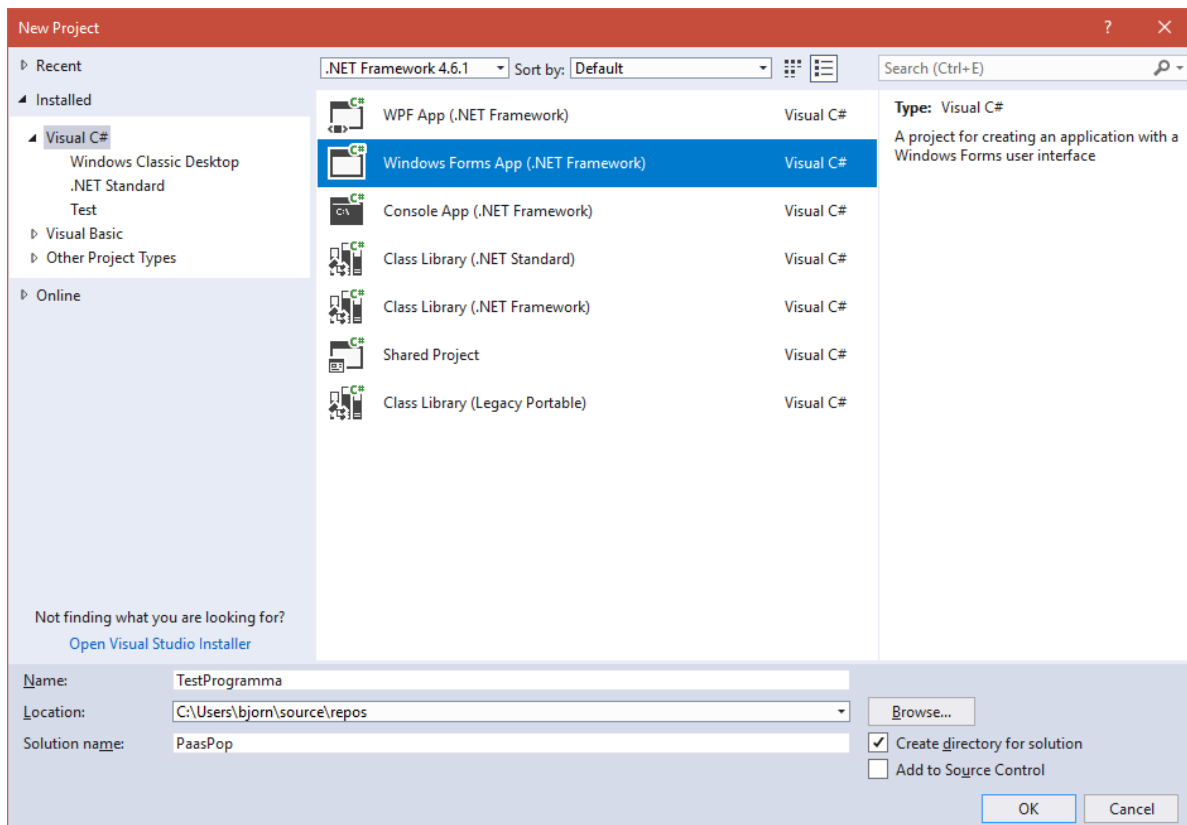 New Project
?
Recent
.NET Framework 4.6.1
Sort by: Default
Search (Ctrl+E)
Installed
Visual C#
Windows Classic Desktop
.NET Standard
Test
Visual Basic
Other Project Types
Online
C# WPF App (.NET Framework) Visual C#
C# Windows Forms App (.NET Framework) Visual C#
C# C:\ Console App (.NET Framework) Visual C#
C# Class Library (.NET Standard) Visual C#
C# Class Library (.NET Framework) Visual C#
C# Shared Project Visual C#
C# Class Library (Legacy Portable) Visual C#
Type: Visual C#
A project for creating an application with a
Windows Forms user interface
Not finding what you are looking for?
Open Visual Studio Installer
Name: TestProgramma
Location: C:\Users\bjorn\source\repos
Browse...
Solution name: PaasPop
Create directory for solution
Add to Source Control
OK
Cancel